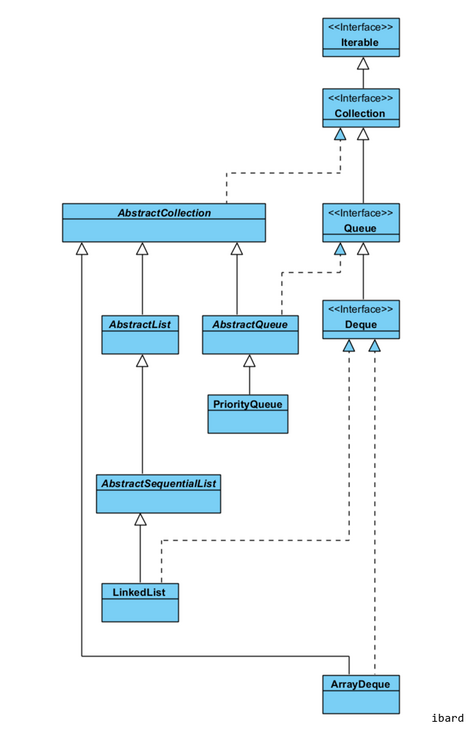 <<Interface>>
Iterable
<<Interface>>
Collection
AbstractCollection
<<Interface>>
Queue
<<Interface>>
Deque
AbstractList
AbstractQueue
PriorityQueue
AbstractSequentialList
LinkedList
ArrayDeque
ibard